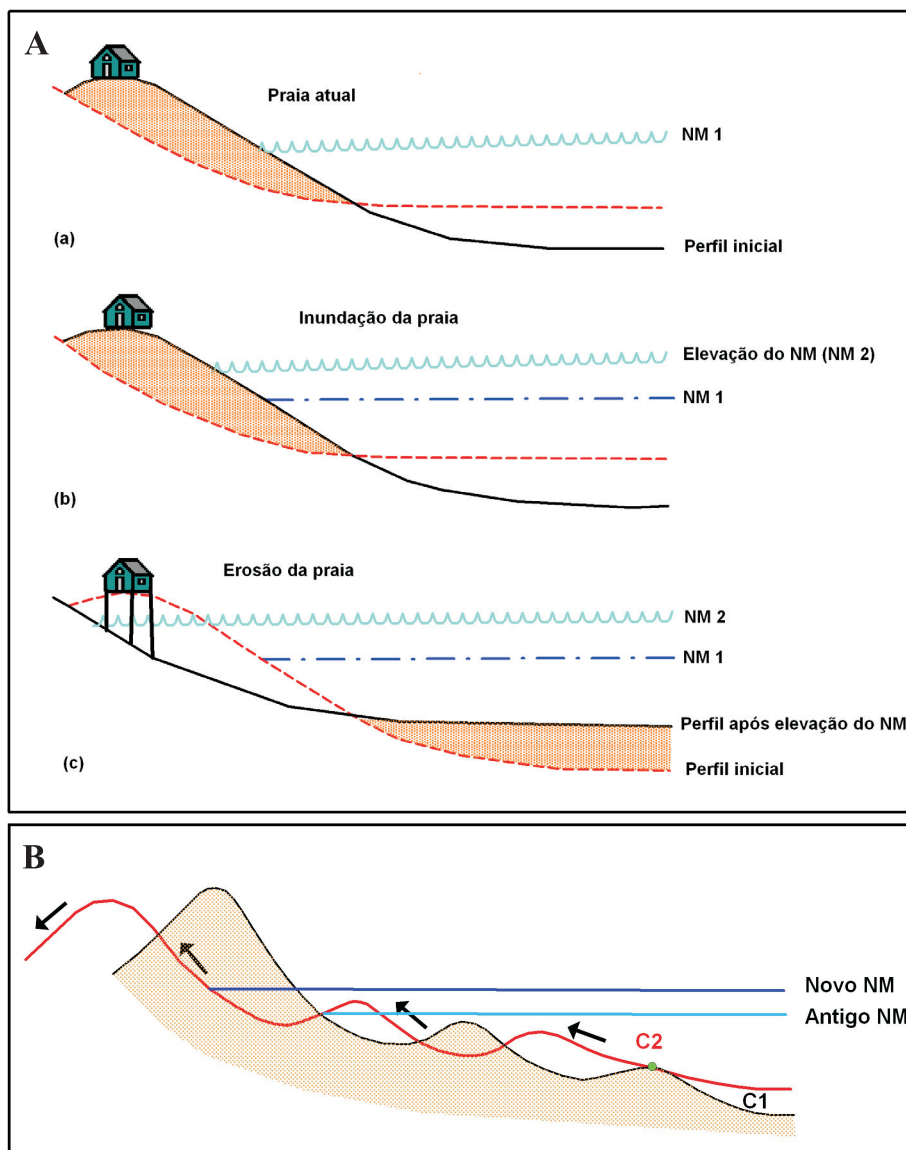 A
Praia atual
NM 1
(a)
Perfil inicial
Inundação da praia
Elevação do NM (NM 2)
NM 1
(b)
Erosão da praia
NM 2
NM 1
Perfil após elevação do NM
(c)
Perfil inicial
B
Novo NM
Antigo NM
C2
C1